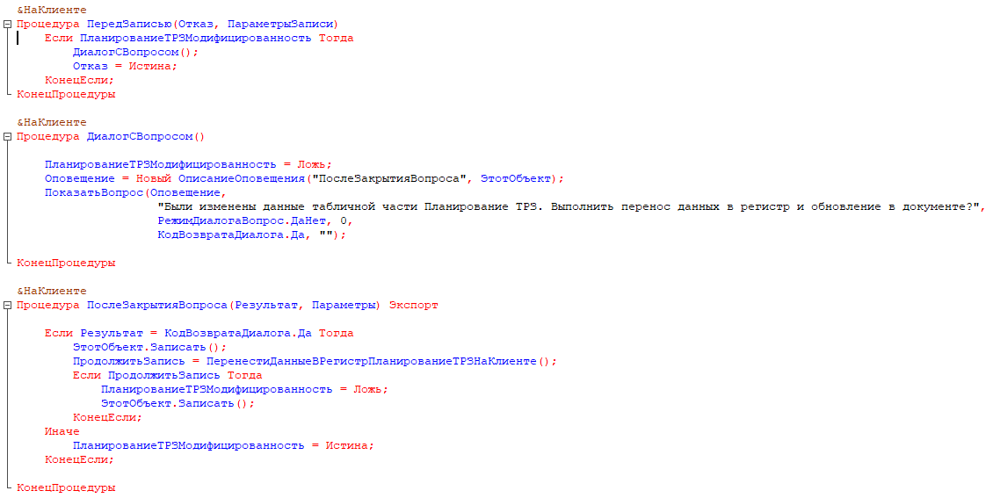 &НаКлиенте
Процедура ПередЗаписью(Отказ, ПараметрыЗаписи)
Если ПланированиеТРЗМодифицированность Тогда
ДиалогСВопросом();
Отказ = Истина;
КонецЕсли;
КонецПроцедуры
&НаКлиенте
Процедура ДиалогСВопросом()
ПланированиеТРЗМодифицированность = Ложь;
Оповещение = Новый ОписаниеОповещения("ПослеЗакрытияВопроса", ЭтотОбъект);
ПоказатьВопрос(Оповещение,
"Были изменены данные табличной части Планирование ТРЗ. Выполнить перенос данных в регистр и обновление в документе?",
РежимДиалогаВопрос.ДаНет, 0,
КодВозвратаДиалога.Да, "");
КонецПроцедуры
&НаКлиенте
Процедура ПослеЗакрытияВопроса(Результат, Параметры) Экспорт
Если Результат = КодВозвратаДиалога.Да Тогда
ЭтотОбъект.Записать();
ПродолжитьЗапись = ПеренестиДанныеВРегистрПланированиеТРЗНаКлиенте();
Если ПродолжитьЗапись Тогда
ПланированиеТРЗМодифицированность = Ложь;
ЭтотОбъект.Записать();
КонецЕсли;
Иначе
ПланированиеТРЗМодифицированность = Истина;
КонецЕсли;
КонецПроцедуры